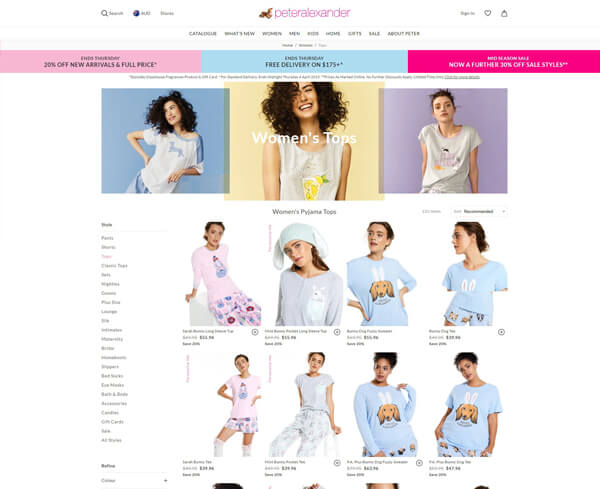 Search
AUD
Stores
peteralexander
Sign in
CATALOGUE WHAT'S NEW WOMEN MEN KIDS HOME GIFTS SALE ABOUT PETER
Home / Women / Tops
ENDS THURSDAY
20% OFF NEW ARRIVALS & FULL PRICE*
ENDS THURSDAY
FREE DELIVERY ON $175+^
MID SEASON SALE
NOW A FURTHER 30% OFF SALE STYLES**
Women's Tops
Women's Pyjama Tops
Sort Recommended
Style
Pants
Shorts
Tops
Classic Tops
Sets
Nighties
Gowns
Plus Size
Lounge
Silk
Intimates
Maternity
Bridal
Homeboots
Slippers
Bed Socks
Eye Masks
Bath & Body
Accessories
Candles
Gift Cards
Sale
All Styles
Refine
Colour +
Sarah Bunny Long Sleeve Top
$69.95 $55.96
Save 20%
Mint Bunny Pocket Long Sleeve Top
$69.95 $55.96
Save 20%
Bunny Dog Fuzzy Sweater
$69.95 $55.96
Save 20%
Bunny Dog Tee
$49.95 $39.96
Save 20%
Sarah Bunny Tee
$49.95 $39.96
Save 20%
Mint Bunny Pocket Tee
$49.95 $39.96
Save 20%
P.A. Plus Bunny Dog Fuzzy Sweater
$79.95 $63.96
Save 20%
P.A. Plus Bunny Dog Tee
$59.95 $47.96
Save 20%